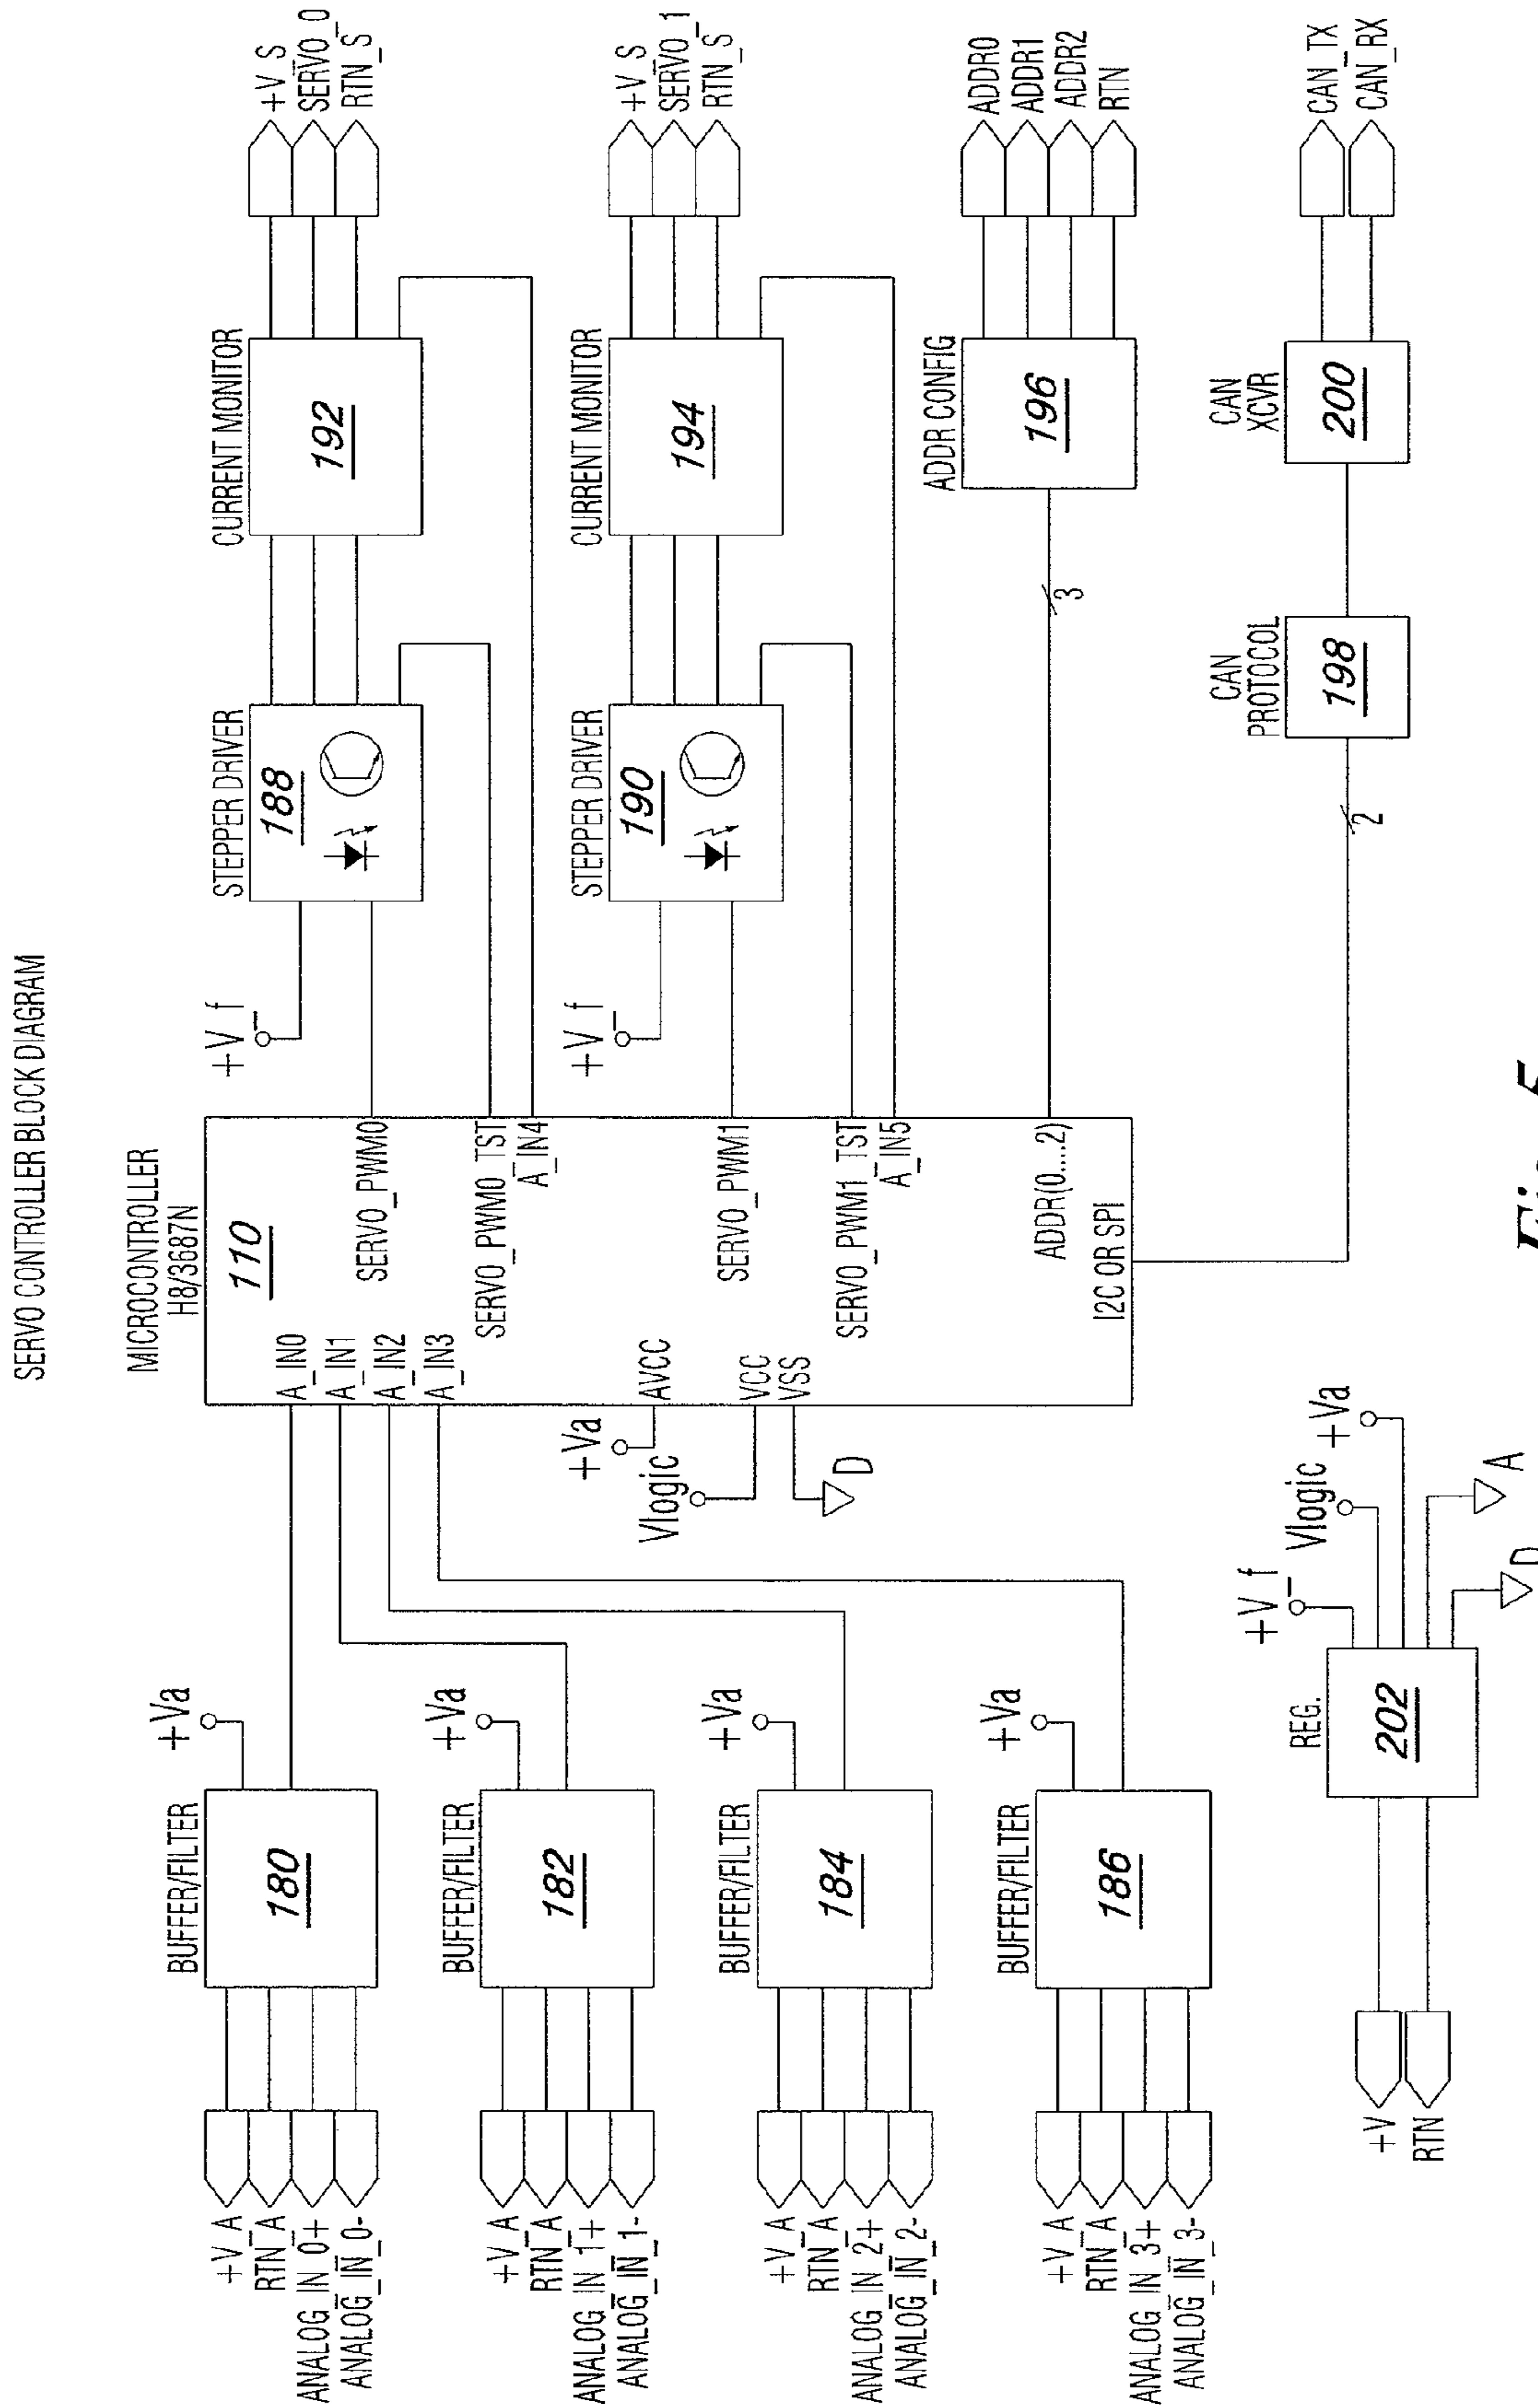 SERVO CONTROLLER BLOCK DIAGRAM
MICROCONTROLLER
H8/3687N
110
A_IN0
A_IN1
A_IN2
A_IN3
AVCC
VCC
VSS
SERVO_PWM0
SERVO_PWM0_TST
A_IN4
SERVO_PWM1
SERVO_PWM1_TST
A_IN5
ADDR(0....2)
I2C OR SPI
+Va
Vlogic
D
+V_A
RTN_A
ANALOG_IN_0+
ANALOG_IN_0-
BUFFER/FILTER
180
+Va
+V_A
RTN_A
ANALOG_IN_1+
ANALOG_IN_1-
BUFFER/FILTER
182
+Va
+V_A
RTN_A
ANALOG_IN_2+
ANALOG_IN_2-
BUFFER/FILTER
184
+Va
+V_A
RTN_A
ANALOG_IN_3+
ANALOG_IN_3-
BUFFER/FILTER
186
+Va
+V
RTN
REG.
202
+V_f
Vlogic
+Va
A
D
+V_f
STEPPER DRIVER
188
CURRENT MONITOR
192
+V_S
SERVO_0
RTN_S
+V_f
STEPPER DRIVER
190
CURRENT MONITOR
194
+V_S
SERVO_1
RTN_S
3
ADDR CONFIG
196
ADDR0
ADDR1
ADDR2
RTN
2
CAN
PROTOCOL
198
CAN
XCVR
200
CAN_TX
CAN_RX